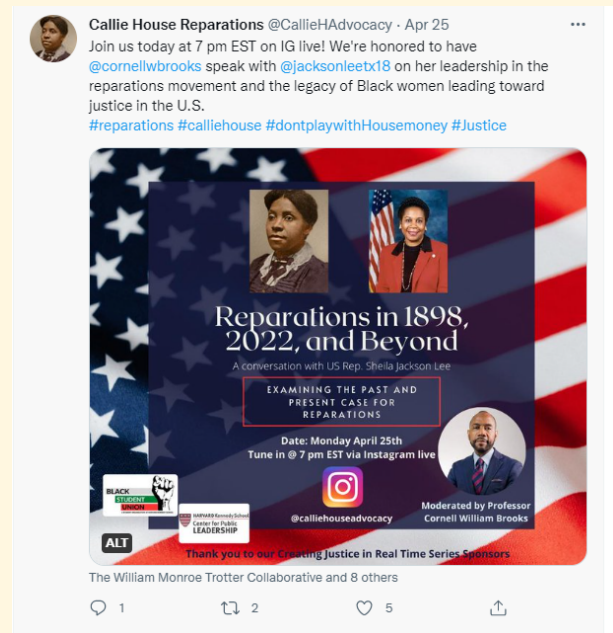 Callie House Reparations @CallieHAdvocacy · Apr 25
Join us today at 7 pm EST on IG live! We're honored to have
@cornellwbrooks speak with @jacksonleetx18 on her leadership in the
reparations movement and the legacy of Black women leading toward
justice in the U.S.
#reparations #calliehouse #dontplaywithHousemoney #Justice
Reparations in 1898,
2022, and Beyond
A conversation with US Rep. Sheila Jackson Lee
EXAMINING THE PAST AND
PRESENT CASE FOR
REPARATIONS
Date: Monday April 25th
Tune in @ 7 pm EST via Instagram live
@calliehouseadvocacy
Moderated by Professor
Cornell William Brooks
BLACK
STUDENT
UNION
HARVARD Kennedy School
Center for Public
LEADERSHIP
ALT
Thank you to our Creating Justice in Real Time Series Sponsors
The William Monroe Trotter Collaborative and 8 others
1
2
5